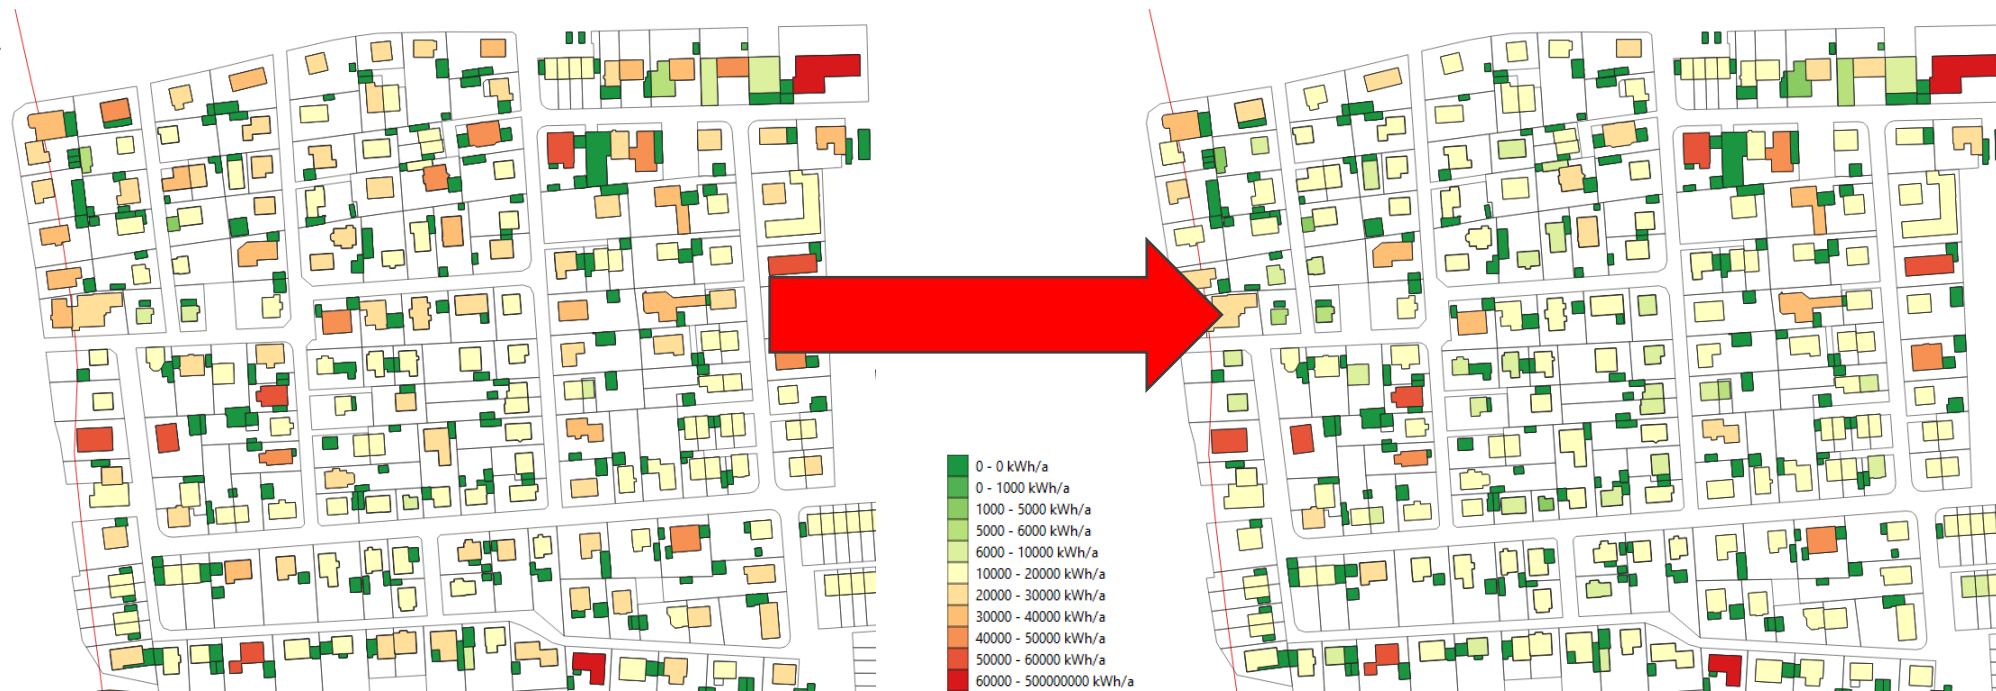 0 - 0 kWh/a
0 - 1000 kWh/a
1000 - 5000 kWh/a
5000 - 6000 kWh/a
6000 - 10000 kWh/a
10000 - 20000 kWh/a
20000 - 30000 kWh/a
30000 - 40000 kWh/a
40000 - 50000 kWh/a
50000 - 60000 kWh/a
60000 - 500000000 kWh/a